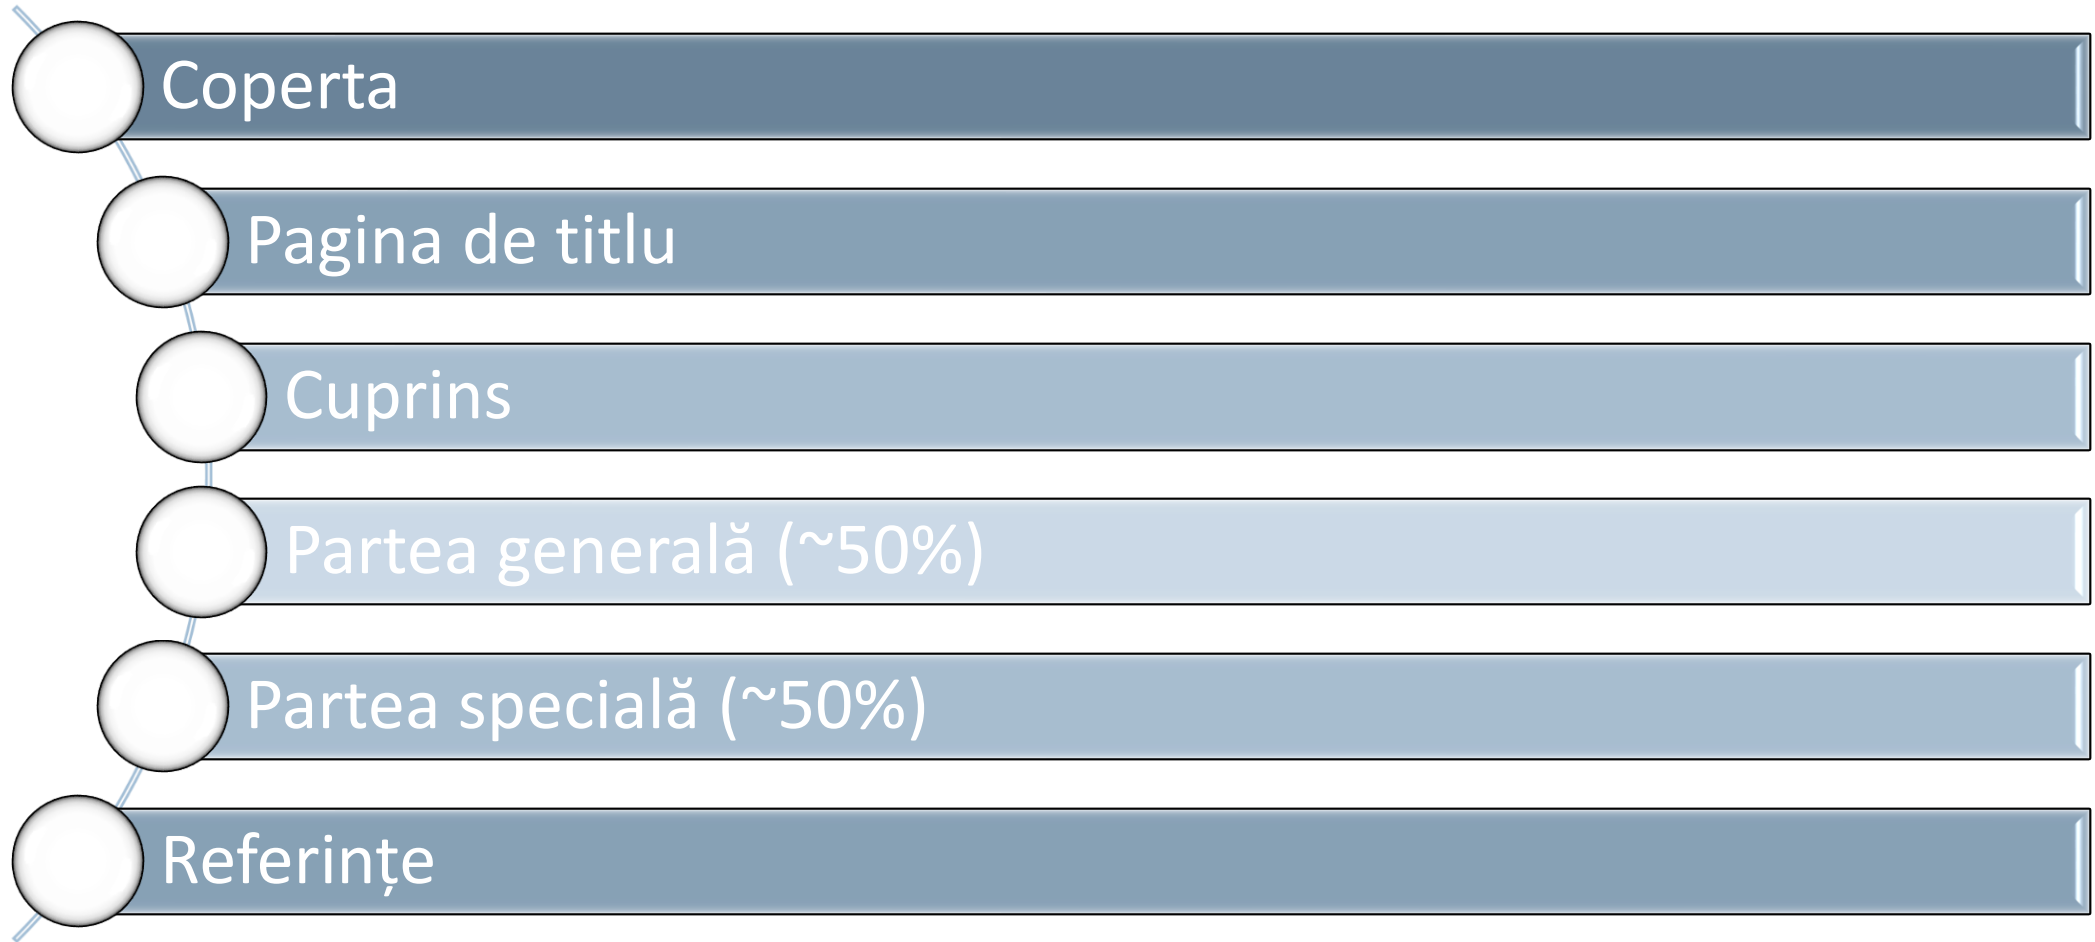 Coperta
Pagina de titlu
Cuprins
Partea generală (~50%)
Partea specială (~50%)
Referințe